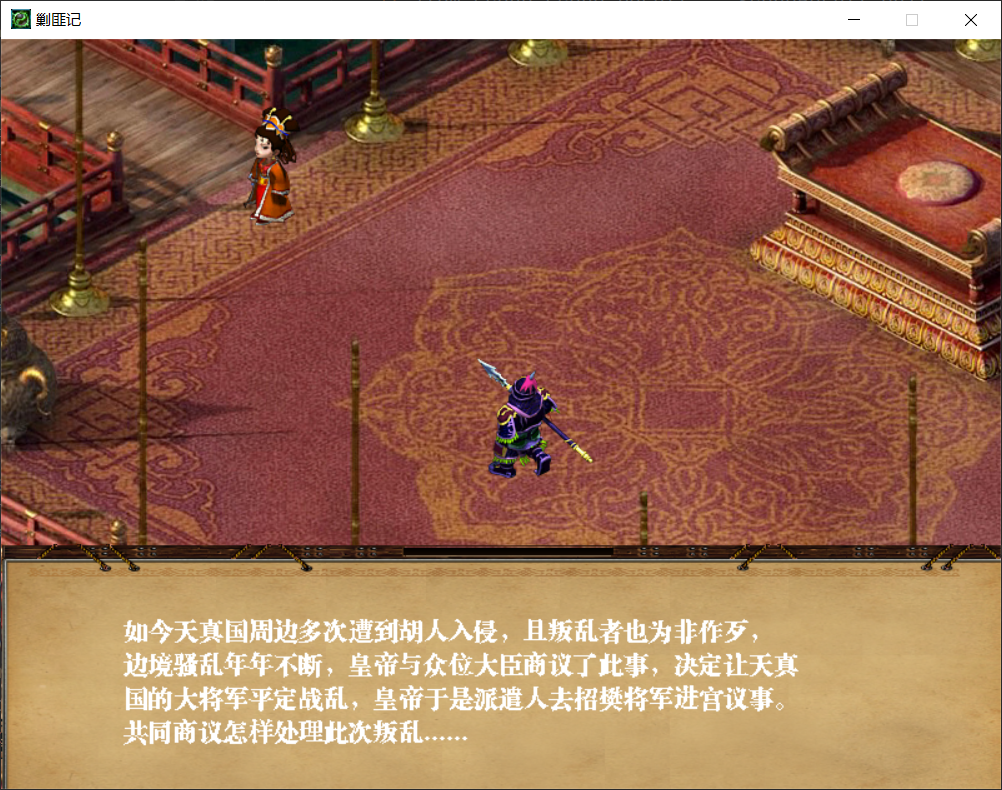 剿匪记
如今天真国周边多次遭到胡人入侵，且叛乱者也为非作歹，
边境骚乱年年不断，皇帝与众位大臣商议了此事，决定让天真
国的大将军平定战乱，皇帝于是派遣人去招樊将军进宫议事。
共同商议怎样处理此次叛乱......